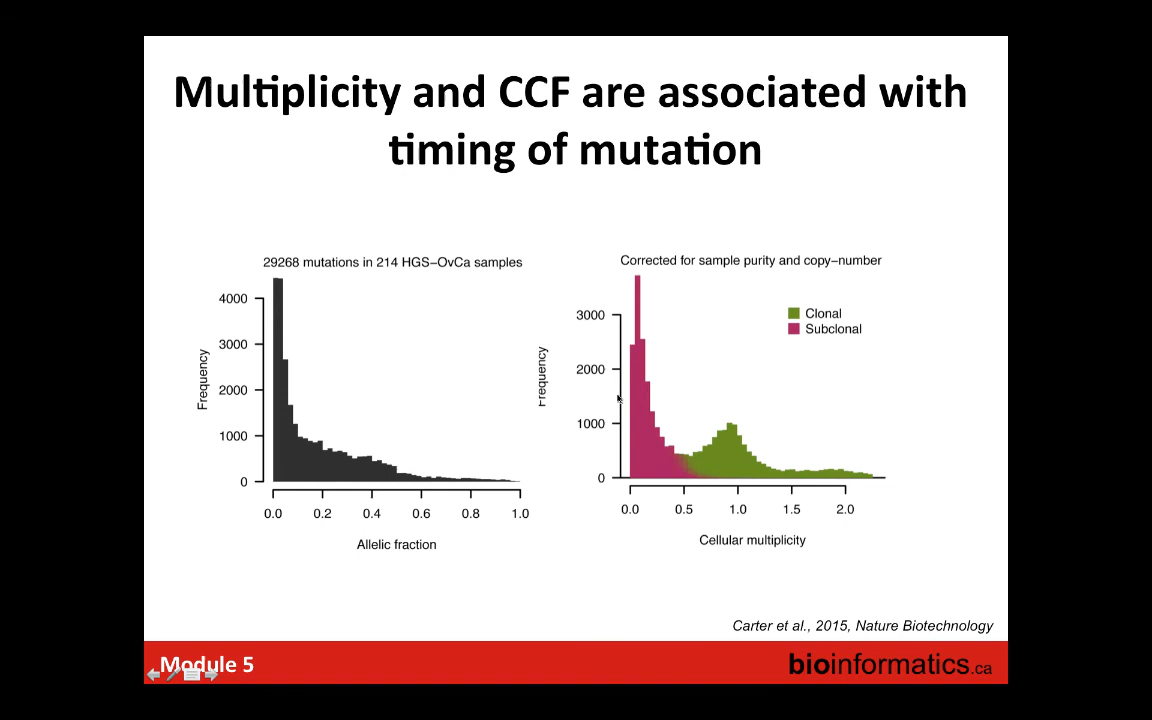 Multiplicity and CCF are associated with
timing of mutation
29268 mutations in 214 HGS−OvCa samples
4000
3000
2000
1000
0
Frequency
0.0 0.2 0.4 0.6 0.8 1.0
Allelic fraction
Corrected for sample purity and copy−number
Clonal
Subclonal
3000
2000
1000
0
Frequency
0.0 0.5 1.0 1.5 2.0
Cellular multiplicity
Carter et al., 2015, Nature Biotechnology
Module 5
bioinformatics.ca